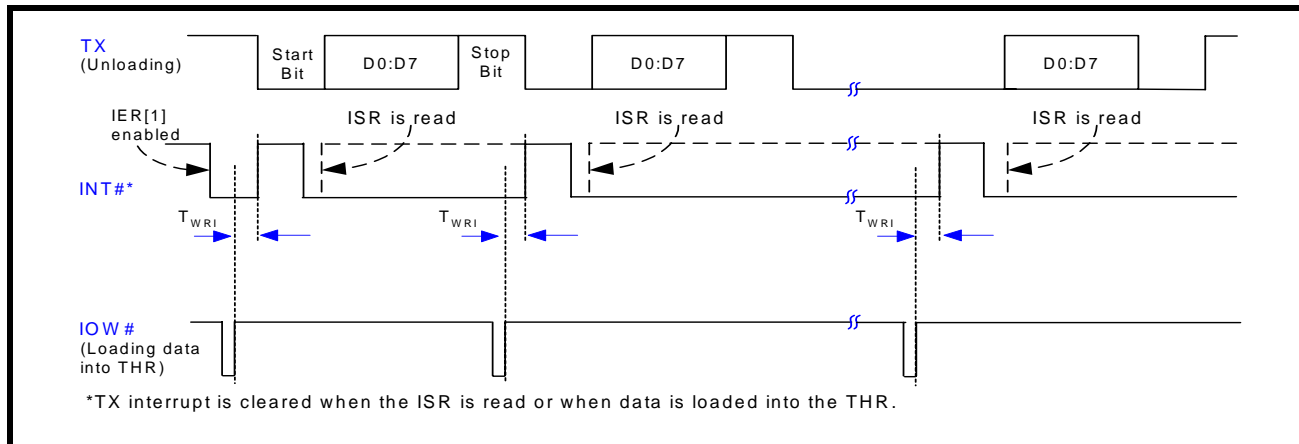 TX
(Unloading)
Start
Bit
D0:D7
Stop
Bit
D0:D7
D0:D7
IER[1]
enabled
ISR is read
ISR is read
ISR is read
INT#*
TWRI
TWRI
TWRI
IOW#
(Loading data
into THR)
*TX interrupt is cleared when the ISR is read or when data is loaded into the THR.